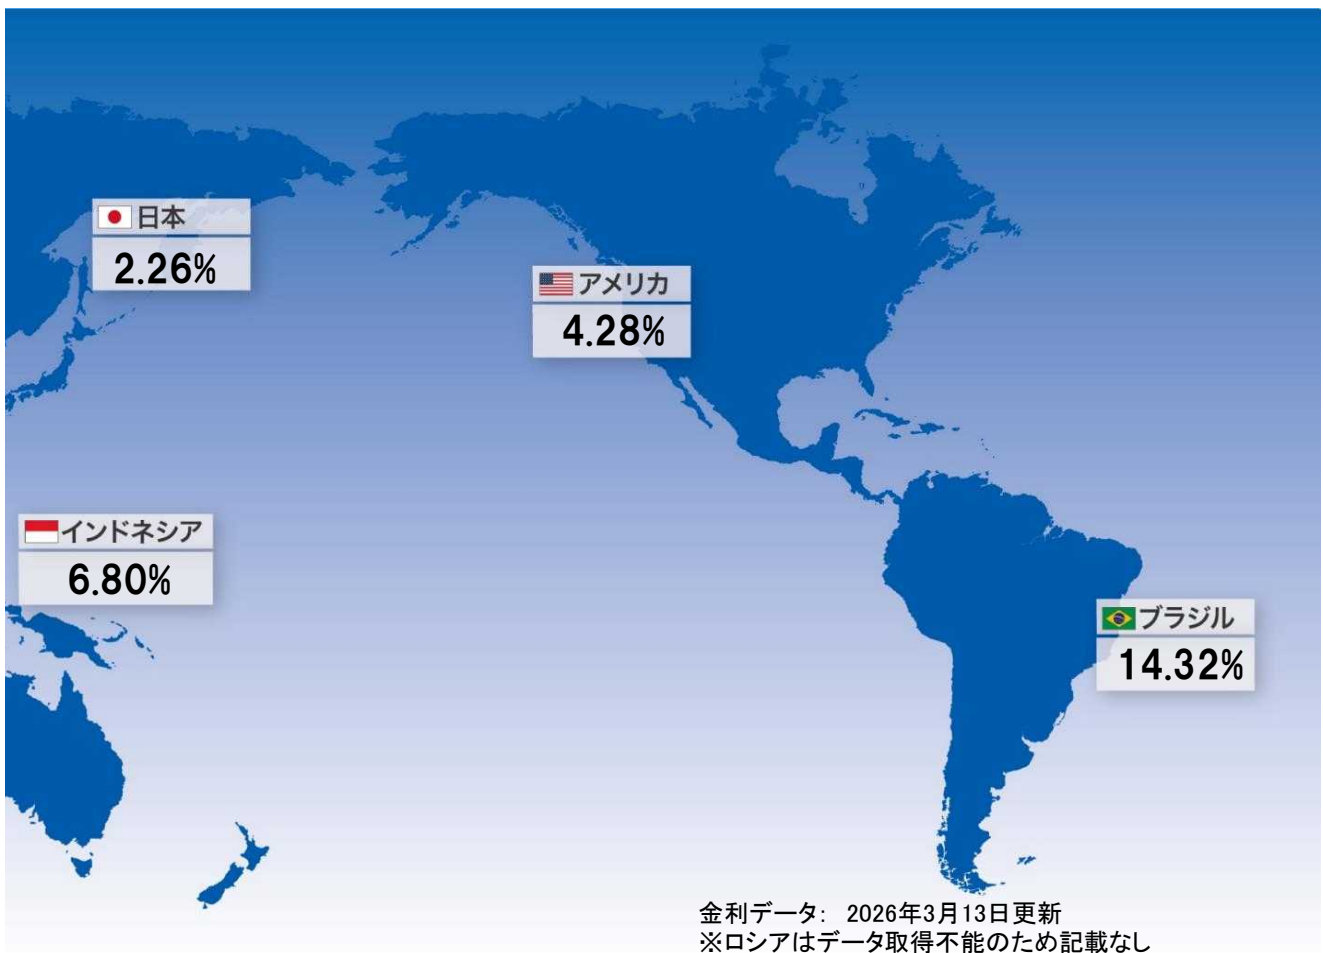 日本
2.26%
アメリカ
4.28%
インドネシア
6.80%
ブラジル
14.32%
金利データ: 2026年3月13日更新
※ロシアはデータ取得不能のため記載なし